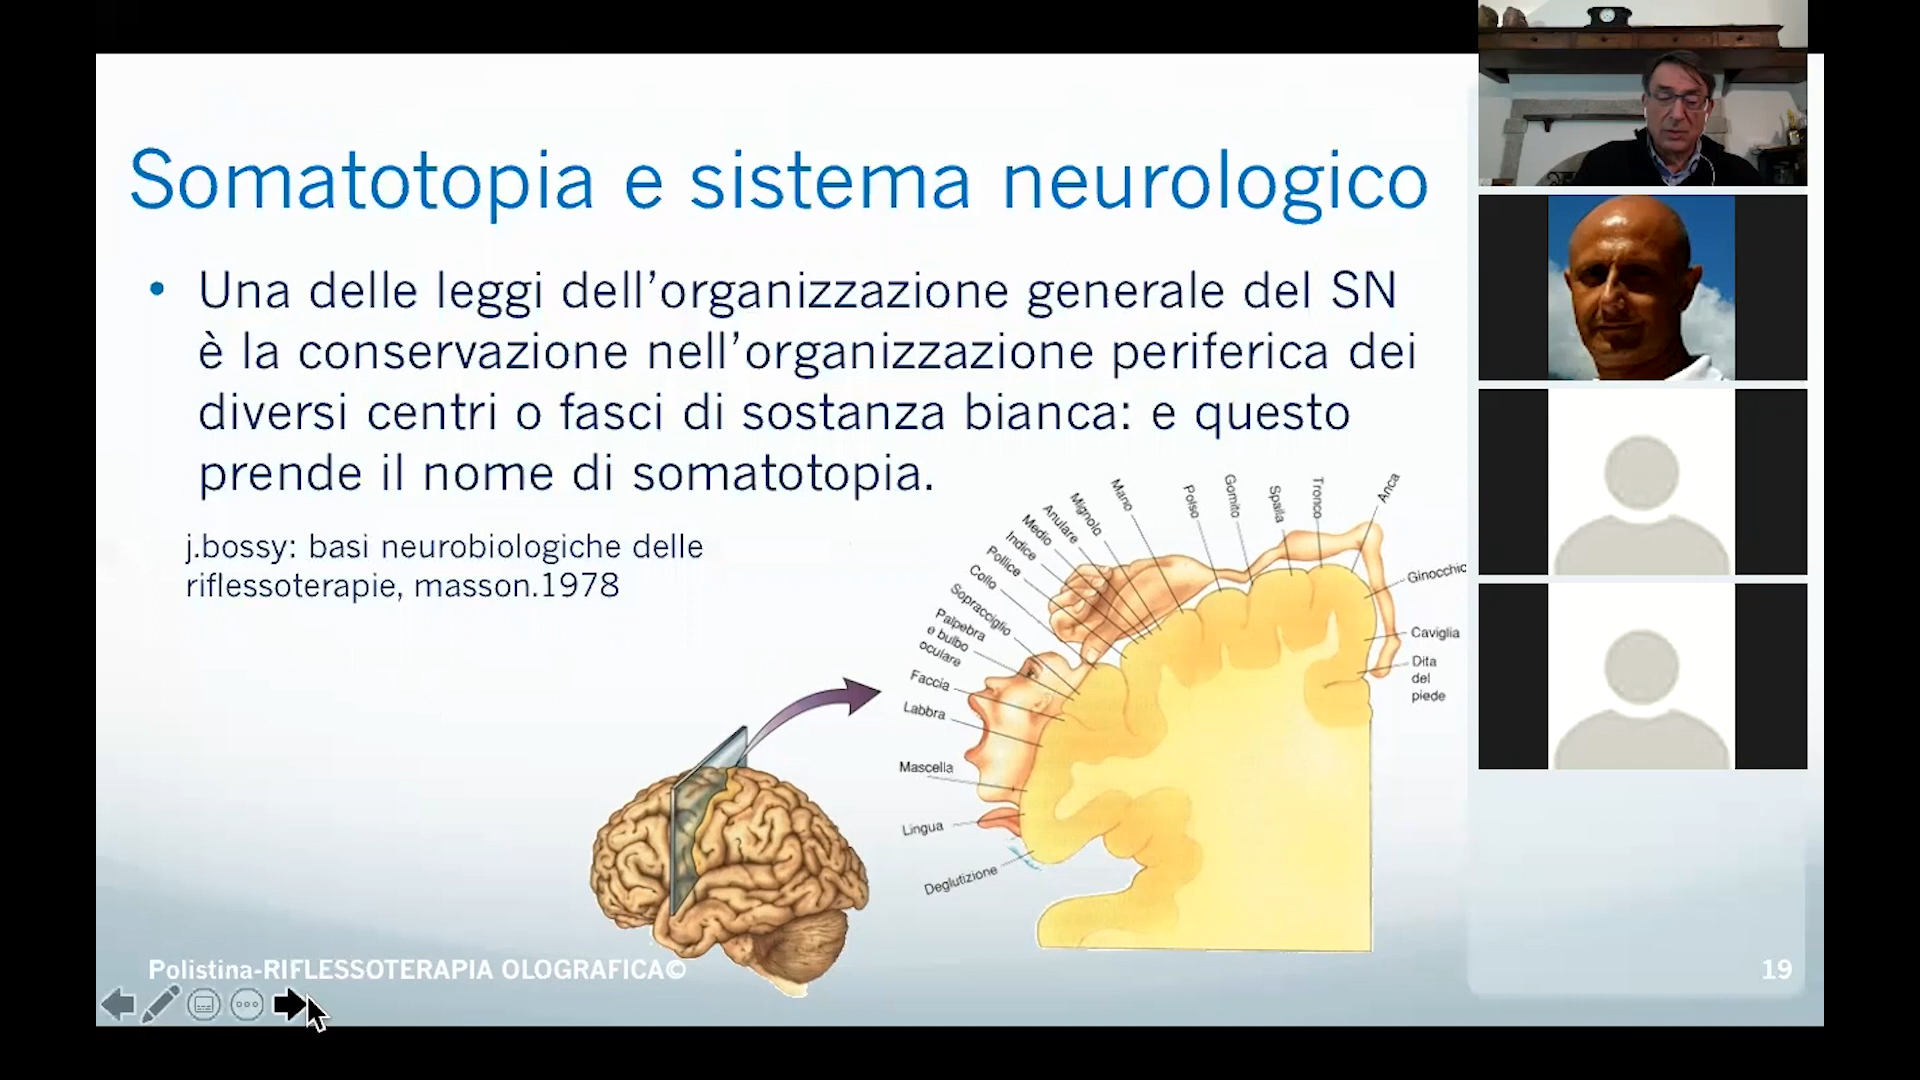 Somatotopia e sistema neurologico
• Una delle leggi dell’organizzazione generale del SN
è la conservazione nell’organizzazione periferica dei
diversi centri o fasci di sostanza bianca: e questo
prende il nome di somatotopia.
j.bossy: basi neurobiologiche delle
riflessoterapie, masson.1978
Deglutizione
Lingua
Mascella
Labbra
Faccia
Palpebra
e bulbo
oculare
Sopracciglio
Collo
Pollice
Indice
Medio
Anulare
Mignolo
Mano
Polso
Gomito
Spalla
Tronco
Anca
Ginocchio
Caviglia
Dita
del
piede
Polistina-RIFLESSOTERAPIA OLOGRAFICA©
19